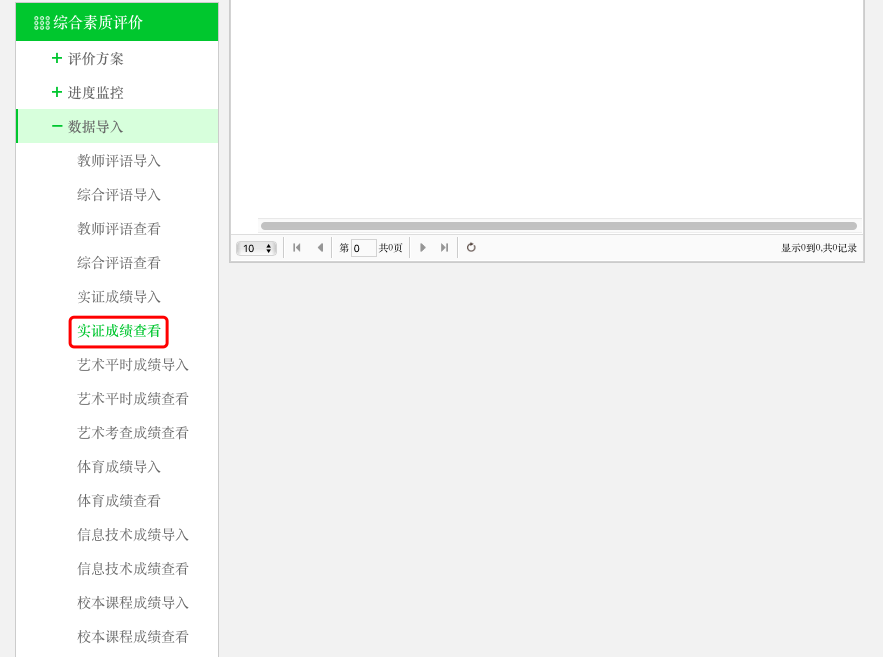 综合素质评价
评价方案
进度监控
数据导入
教师评语导入
综合评语导入
教师评语查看
综合评语查看
实证成绩导入
实证成绩查看
艺术平时成绩导入
艺术平时成绩查看
艺术考查成绩查看
体育成绩导入
体育成绩查看
信息技术成绩导入
信息技术成绩查看
校本课程成绩导入
校本课程成绩查看
10 第 0 共0页 显示0到0,共0记录